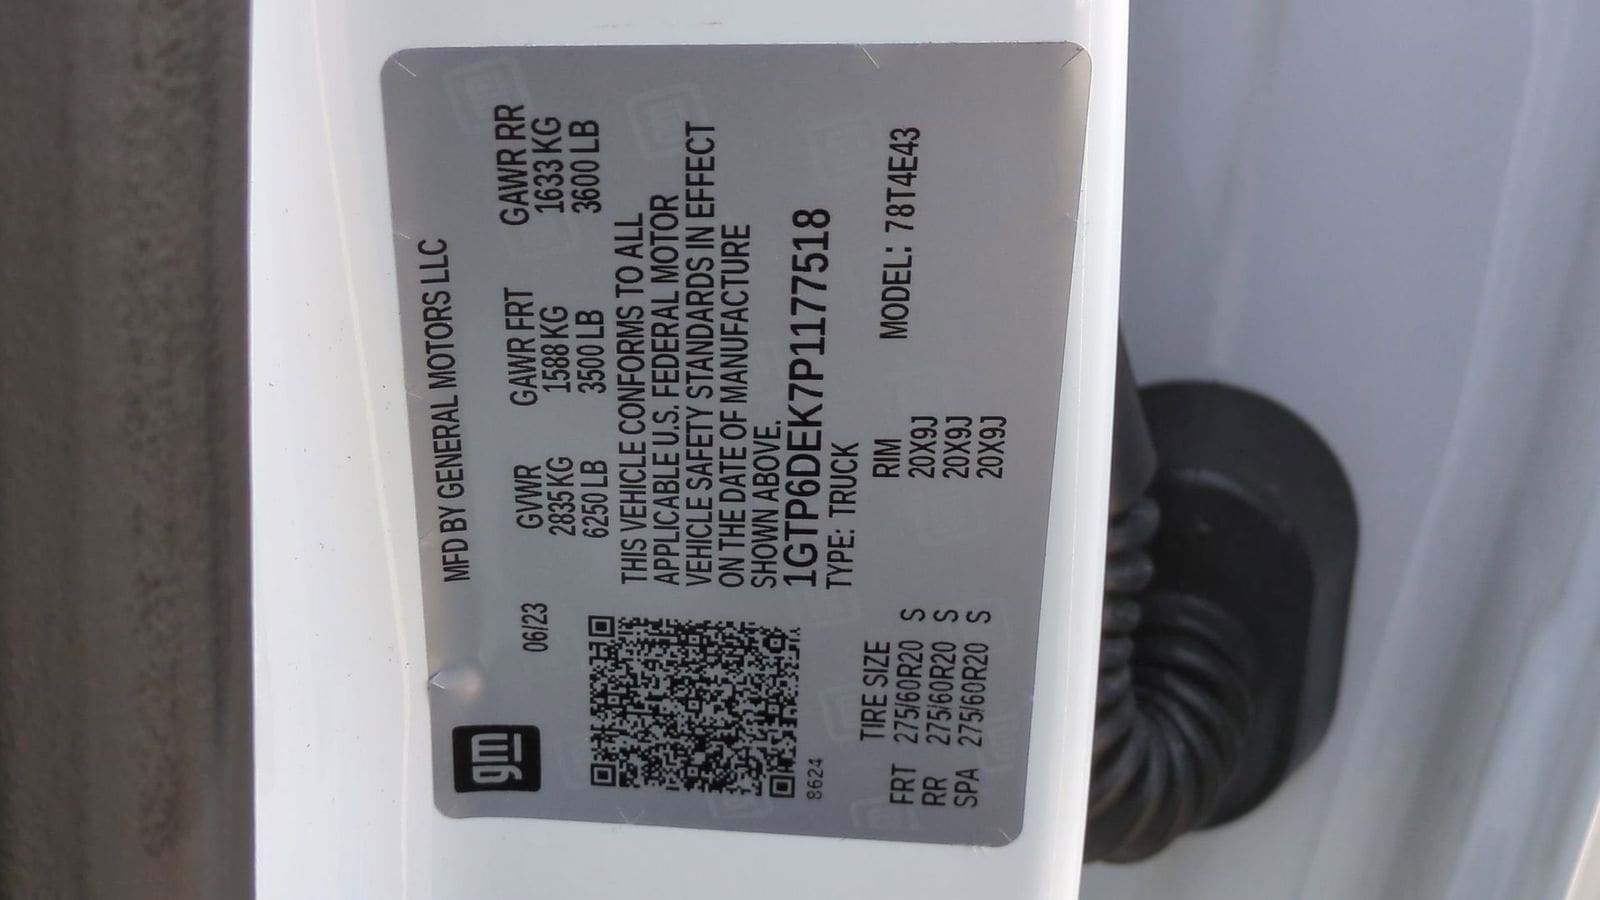 gm
06/23
MFD BY GENERAL MOTORS LLC
GVWR GAWR FRT GAWR RR
2835 KG 1588 KG 1633 KG
6250 LB 3500 LB 3600 LB
THIS VEHICLE CONFORMS TO ALL
APPLICABLE U.S. FEDERAL MOTOR
VEHICLE SAFETY STANDARDS IN EFFECT
ON THE DATE OF MANUFACTURE
SHOWN ABOVE.
1GTP6DEK7P1177518
8624
TYPE: TRUCK
TIRE SIZE RIM MODEL: 78T4E43
FRT 275/60R20 S 20X9J
RR 275/60R20 S 20X9J
SPA 275/60R20 S 20X9J